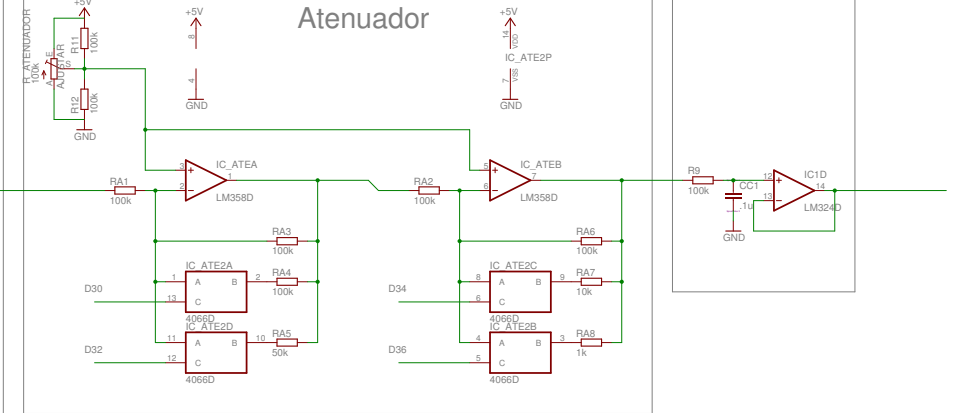 Atenuador
+5V
R_ATENUADOR
100k
AJUSTAR
E
S
A
R11
100k
R12
100k
GND
+5V
8
4
GND
+5V
14
VDD
IC_ATE2P
7
VSS
GND
RA1
100k
3
2
1
IC_ATEA
LM358D
RA2
100k
5
6
7
IC_ATEB
LM358D
R9
100k
CC1
.1u
GND
12
13
14
IC1D
LM324D
RA3
100k
IC_ATE2A
1
A
B
2
13
C
4066D
RA4
100k
D30
IC_ATE2D
11
A
B
10
12
C
4066D
RA5
50k
D32
RA6
100k
IC_ATE2C
8
A
B
9
6
C
4066D
RA7
10k
D34
IC_ATE2B
4
A
B
3
5
C
4066D
RA8
1k
D36